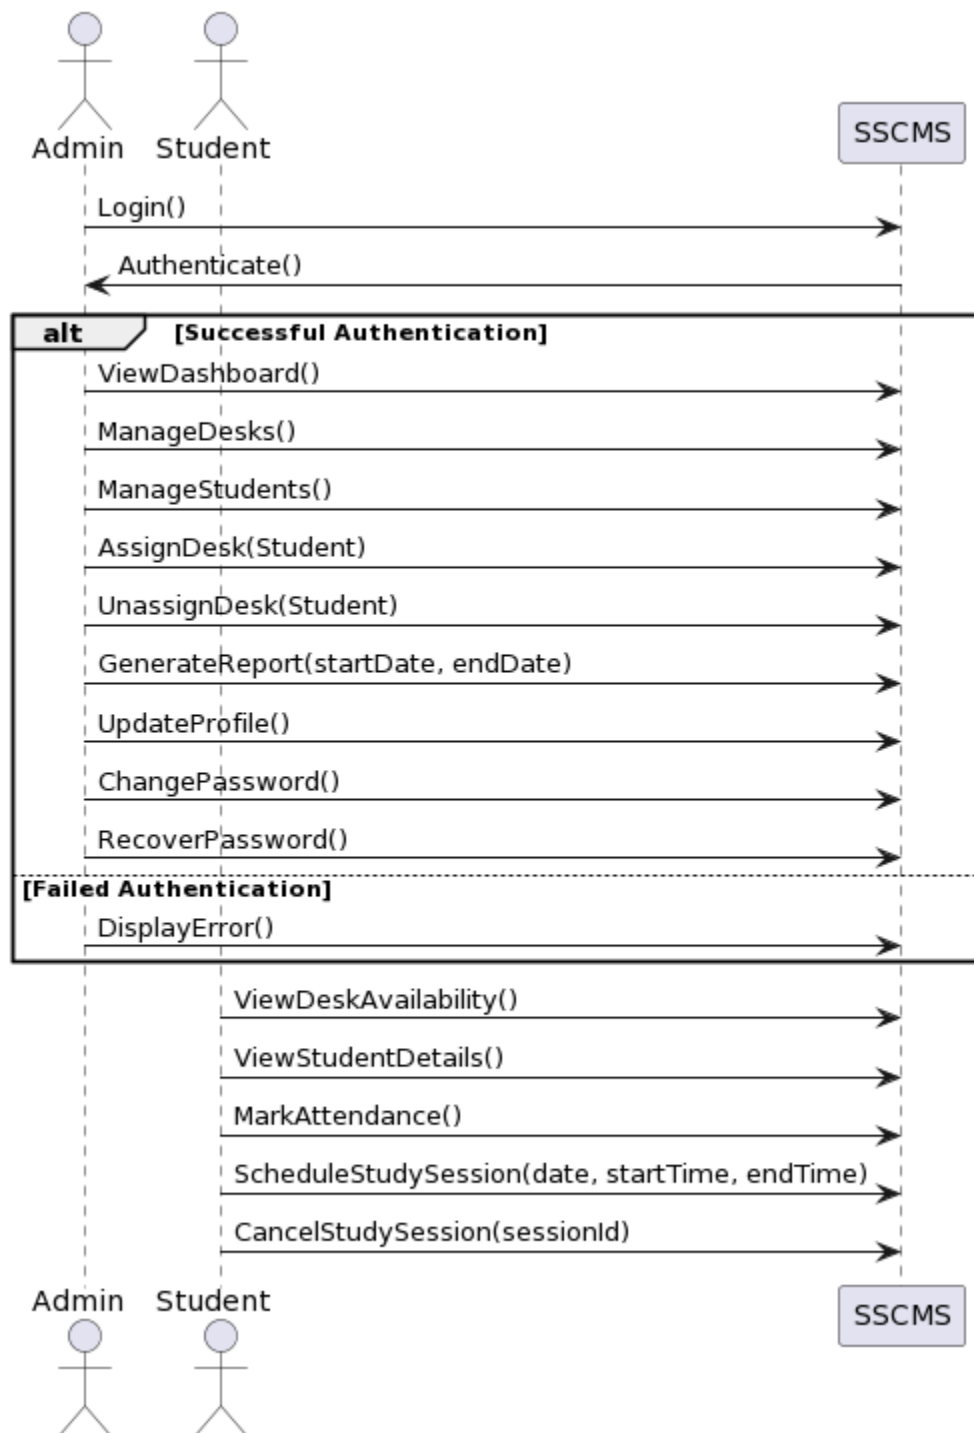 Admin Student
SSCMS
Login()
Authenticate()
alt [Successful Authentication]
ViewDashboard()
ManageDesks()
ManageStudents()
AssignDesk(Student)
UnassignDesk(Student)
GenerateReport(startDate, endDate)
UpdateProfile()
ChangePassword()
RecoverPassword()
[Failed Authentication]
DisplayError()
ViewDeskAvailability()
ViewStudentDetails()
MarkAttendance()
ScheduleStudySession(date, startTime, endTime)
CancelStudySession(sessionId)
Admin Student
SSCMS